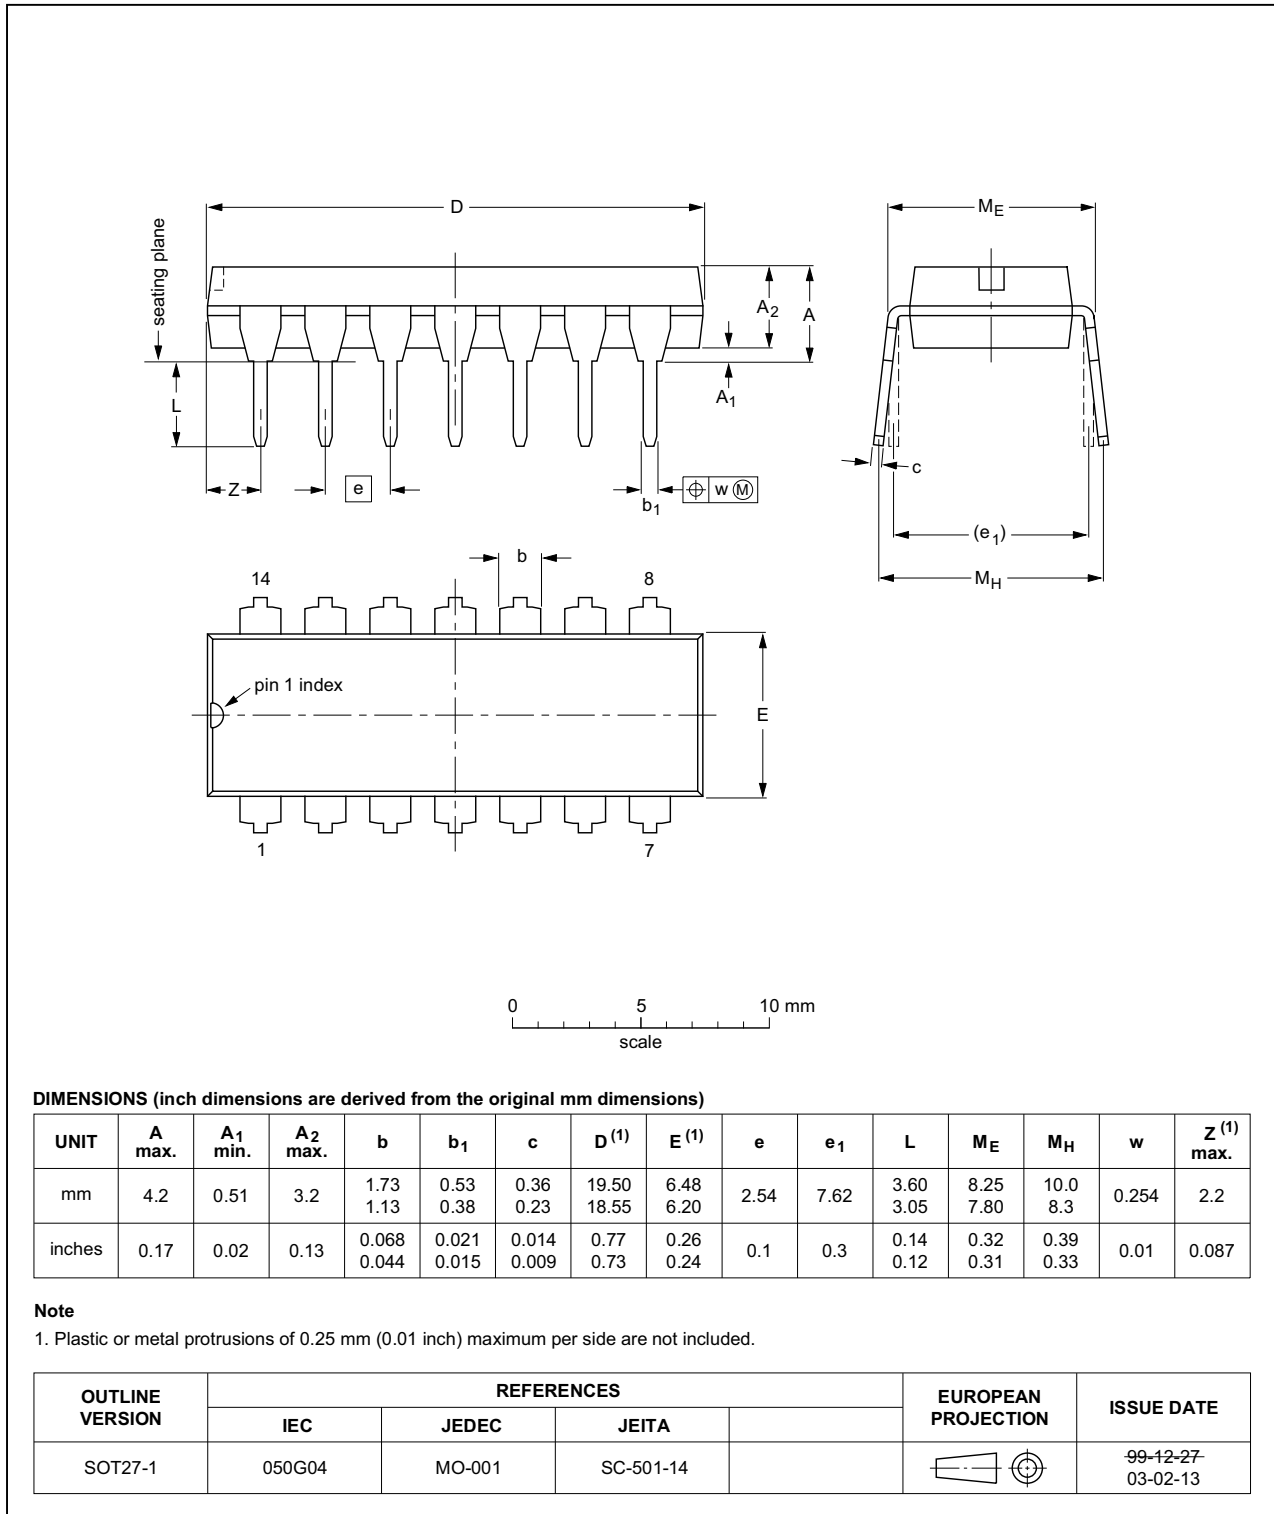 D
M_E
seating plane
A_2
A
L
A_1
Z
e
b_1
w (M)
c
(e_1)
M_H
b
14
8
pin 1 index
E
1
7
0
5
10 mm
scale
DIMENSIONS (inch dimensions are derived from the original mm dimensions)
UNIT | A max. | A1 min. | A2 max. | b | b1 | c | D (1) | E (1) | e | e1 | L | ME | MH | w | Z (1) max.
mm | 4.2 | 0.51 | 3.2 | 1.73 1.13 | 0.53 0.38 | 0.36 0.23 | 19.50 18.55 | 6.48 6.20 | 2.54 | 7.62 | 3.60 3.05 | 8.25 7.80 | 10.0 8.3 | 0.254 | 2.2
inches | 0.17 | 0.02 | 0.13 | 0.068 0.044 | 0.021 0.015 | 0.014 0.009 | 0.77 0.73 | 0.26 0.24 | 0.1 | 0.3 | 0.14 0.12 | 0.32 0.31 | 0.39 0.33 | 0.01 | 0.087
Note
1. Plastic or metal protrusions of 0.25 mm (0.01 inch) maximum per side are not included.
OUTLINE VERSION | REFERENCES | EUROPEAN PROJECTION | ISSUE DATE
IEC | JEDEC | JEITA
SOT27-1 | 050G04 | MO-001 | SC-501-14 | 99-12-27
03-02-13